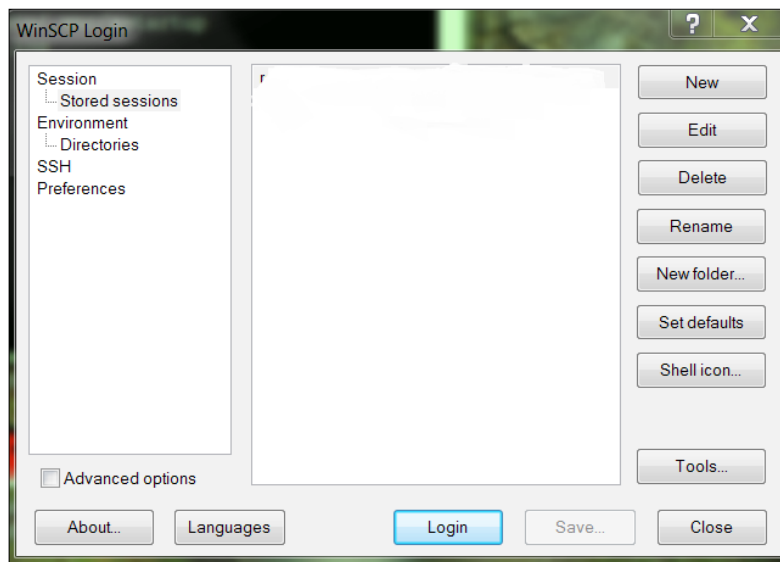 WinSCP Login
Session
Stored sessions
Environment
Directories
SSH
Preferences
Advanced options
New
Edit
Delete
Rename
New folder...
Set defaults
Shell icon...
Tools...
About...
Languages
Login
Save...
Close